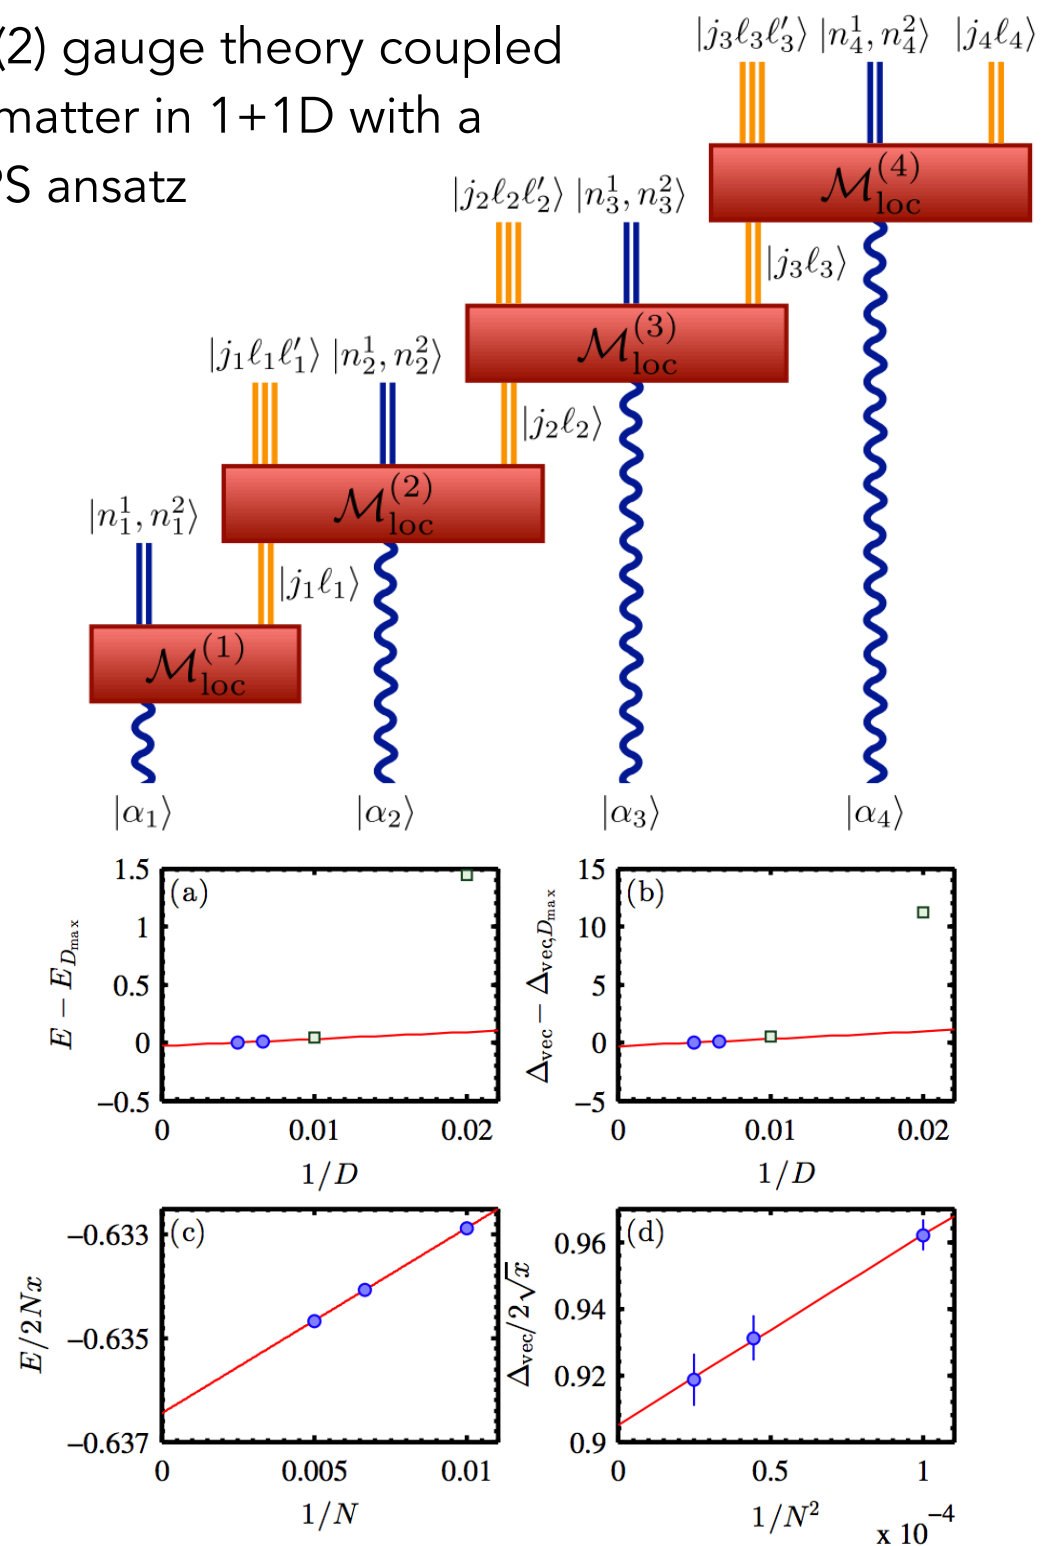 (2) gauge theory coupled
matter in 1+1D with a
PS ansatz
|j₃ℓ₃ℓ′₃⟩ |n¹₄, n²₄⟩ |j₄ℓ₄⟩
ℳ⁽⁴⁾loc
|j₂ℓ₂ℓ′₂⟩ |n¹₃, n²₃⟩
|j₃ℓ₃⟩
ℳ⁽³⁾loc
|j₁ℓ₁ℓ′₁⟩ |n¹₂, n²₂⟩
|j₂ℓ₂⟩
ℳ⁽²⁾loc
|n¹₁, n²₁⟩
|j₁ℓ₁⟩
ℳ⁽¹⁾loc
|α₁⟩ |α₂⟩ |α₃⟩ |α₄⟩
(a)
E − E_{Dmax}
1.5
1
0.5
0
−0.5
0 0.01 0.02
1/D
(b)
Δvec − Δvec,Dmax
15
10
5
0
−5
0 0.01 0.02
1/D
(c)
E/2Nx
−0.633
−0.635
−0.637
0 0.005 0.01
1/N
(d)
Δvec/2√x
0.96
0.94
0.92
0.9
0 0.5 1
1/N²
x 10⁻⁴